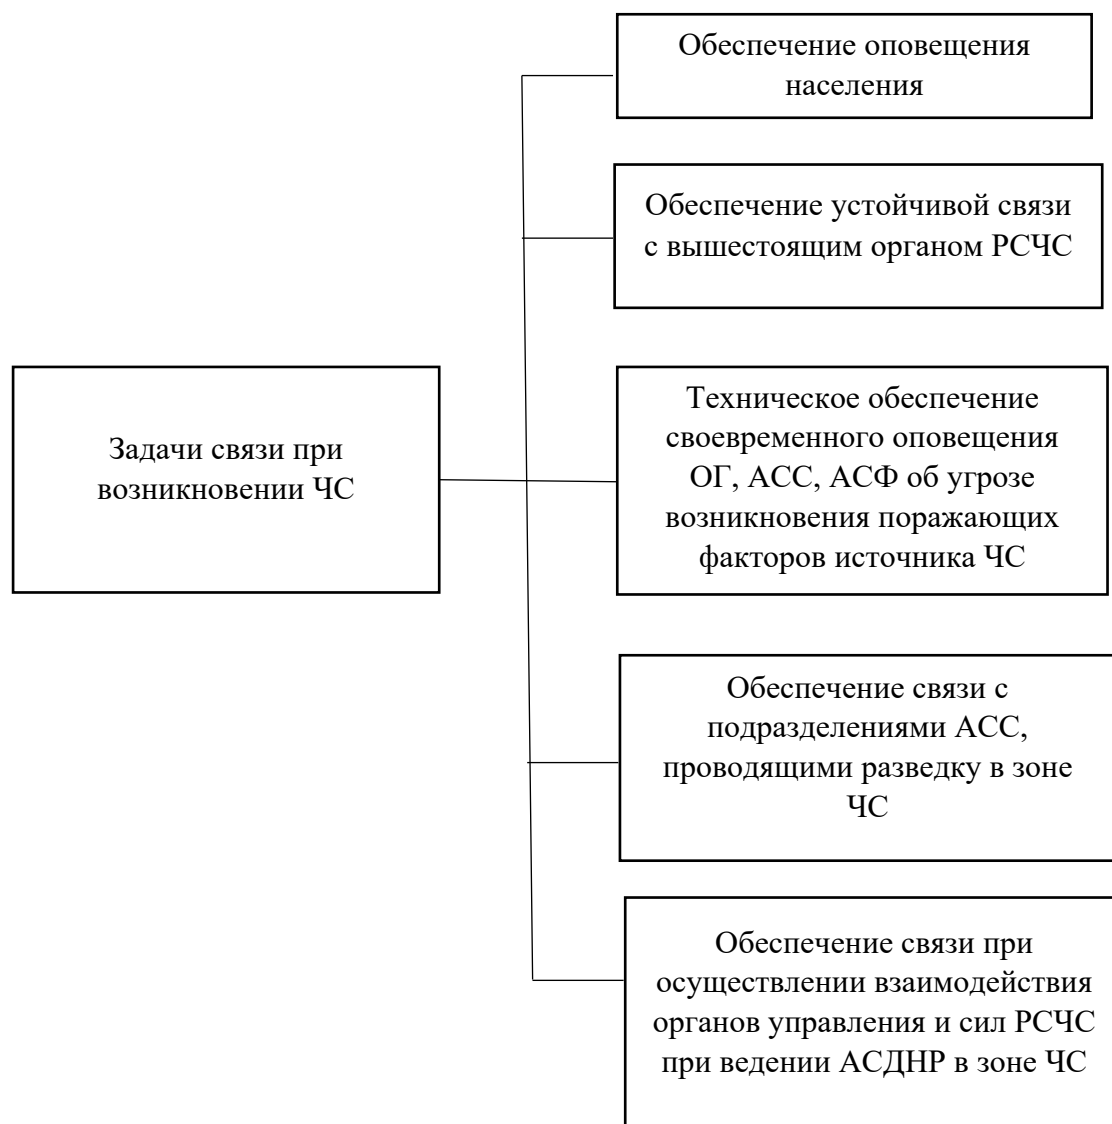 Обеспечение оповещения
населения
Обеспечение устойчивой связи
с вышестоящим органом РСЧС
Задачи связи при
возникновении ЧС
Техническое обеспечение
своевременного оповещения
ОГ, АСС, АСФ об угрозе
возникновения поражающих
факторов источника ЧС
Обеспечение связи с
подразделениями АСС,
проводящими разведку в зоне
ЧС
Обеспечение связи при
осуществлении взаимодействия
органов управления и сил РСЧС
при ведении АСДНР в зоне ЧС